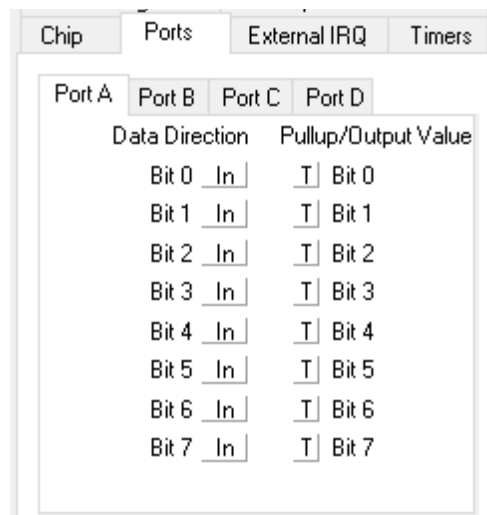 Chip Ports External IRQ Timers
Port A Port B Port C Port D
Data Direction Pullup/Output Value
Bit 0 In T Bit 0
Bit 1 In T Bit 1
Bit 2 In T Bit 2
Bit 3 In T Bit 3
Bit 4 In T Bit 4
Bit 5 In T Bit 5
Bit 6 In T Bit 6
Bit 7 In T Bit 7